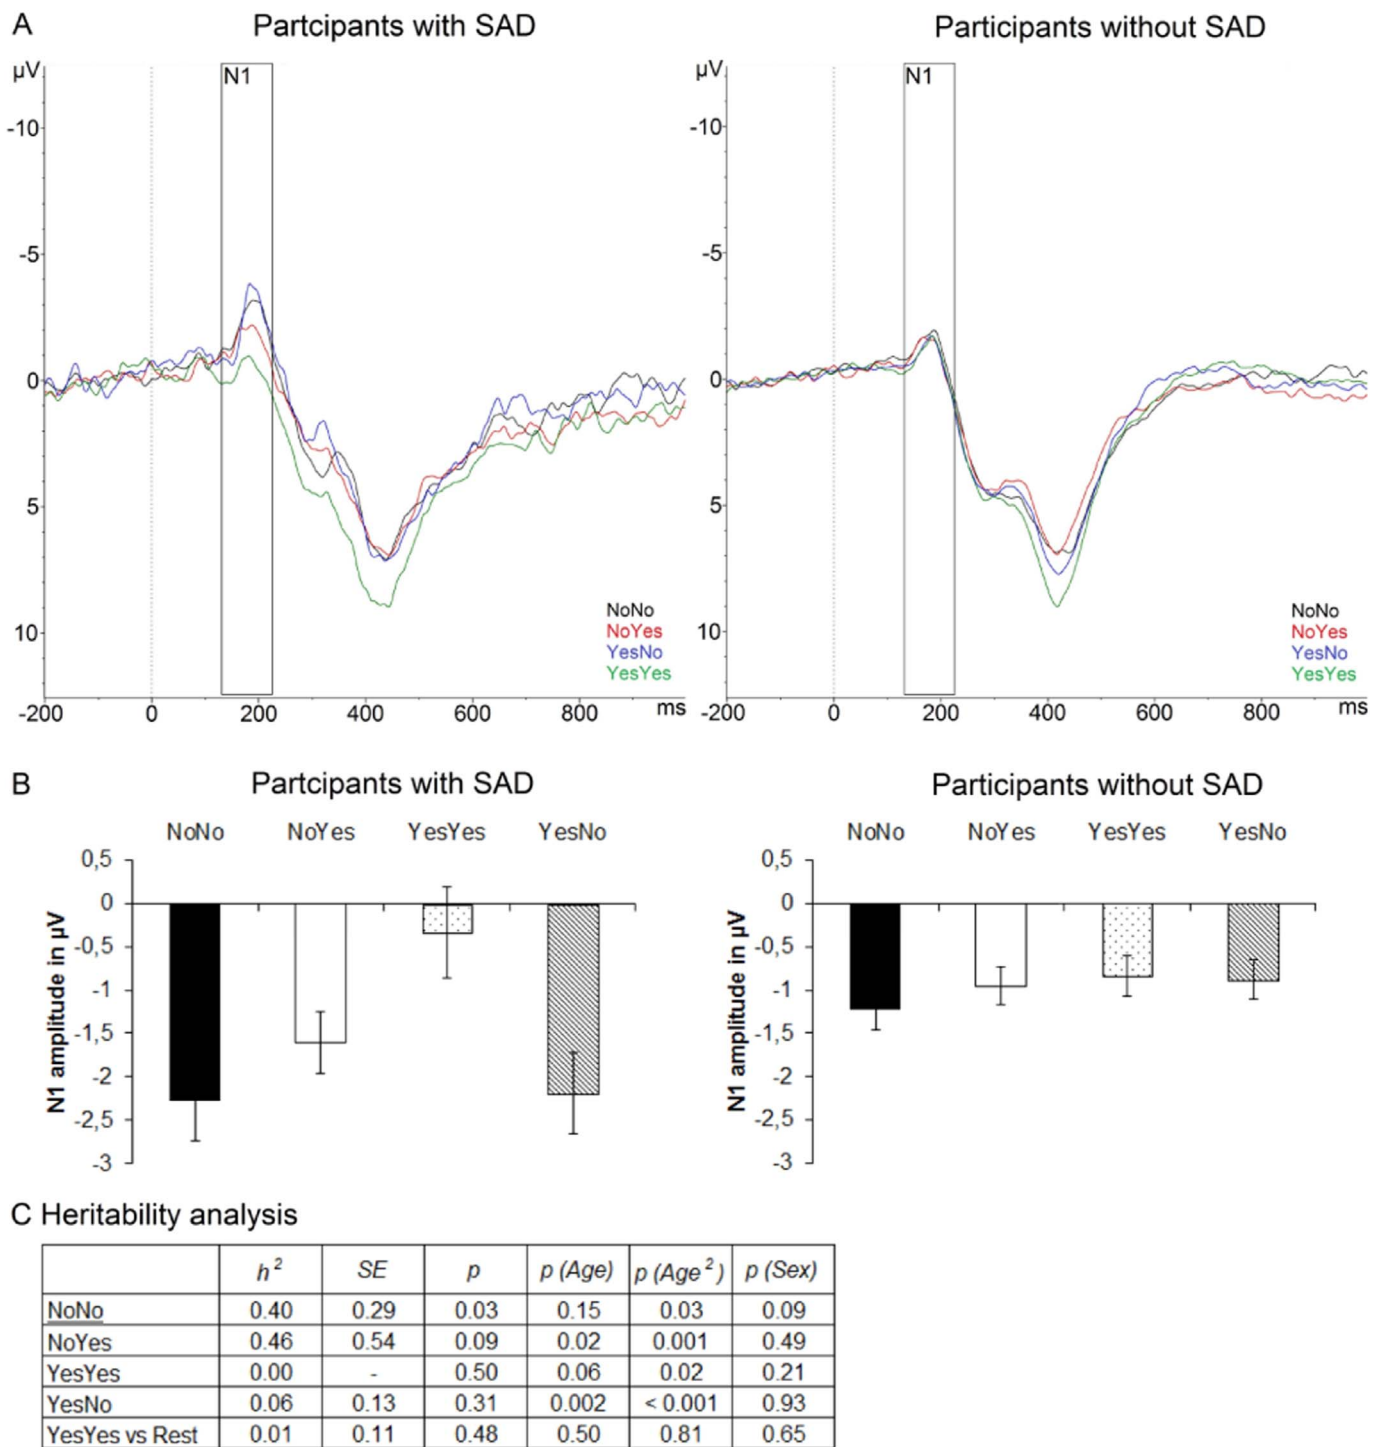 A
Partcipants with SAD
Participants without SAD
µV
N1
-10
-5
0
5
10
NoNo
NoYes
YesNo
YesYes
-200 0 200 400 600 800 ms
µV
N1
-10
-5
0
5
10
NoNo
NoYes
YesNo
YesYes
-200 0 200 400 600 800 ms
B
Partcipants with SAD
Participants without SAD
NoNo NoYes YesYes YesNo
N1 amplitude in µV
0,5
0
-0,5
-1
-1,5
-2
-2,5
-3
NoNo NoYes YesYes YesNo
N1 amplitude in µV
0,5
0
-0,5
-1
-1,5
-2
-2,5
-3
C Heritability analysis
h² SE p p (Age) p (Age²) p (Sex)
NoNo 0.40 0.29 0.03 0.15 0.03 0.09
NoYes 0.46 0.54 0.09 0.02 0.001 0.49
YesYes 0.00 - 0.50 0.06 0.02 0.21
YesNo 0.06 0.13 0.31 0.002 < 0.001 0.93
YesYes vs Rest 0.01 0.11 0.48 0.50 0.81 0.65